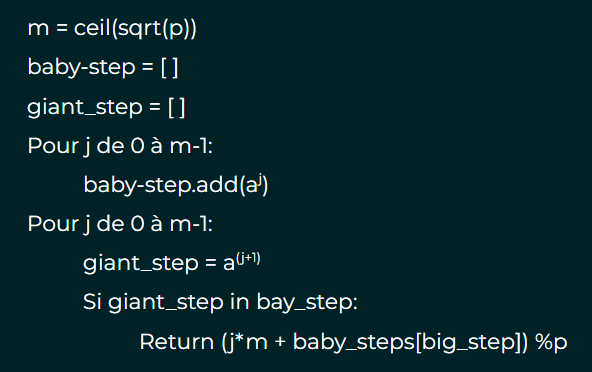 m = ceil(sqrt(p))
baby-step = [ ]
giant_step = [ ]
Pour j de 0 à m-1:
baby-step.add(aʲ)
Pour j de 0 à m-1:
giant_step = a⁽ʲ⁺¹⁾
Si giant_step in bay_step:
Return (j*m + baby_steps[big_step]) %p